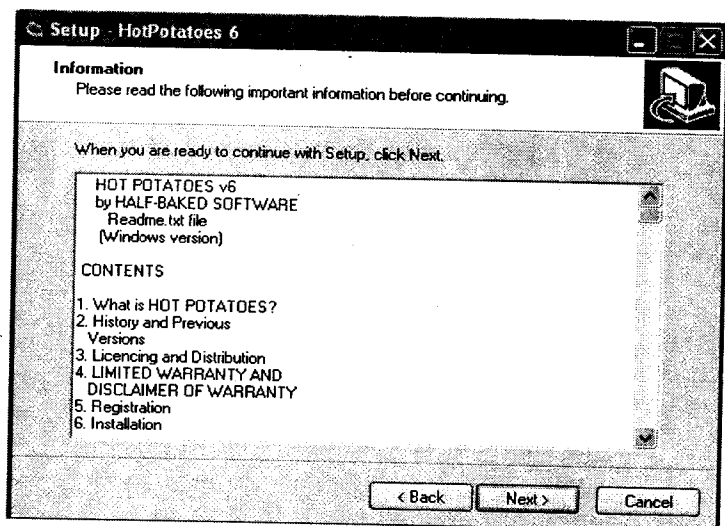 Setup - HotPotatoes 6
Information
Please read the following important information before continuing.
When you are ready to continue with Setup, click Next.
HOT POTATOES v6
by HALF-BAKED SOFTWARE
Readme.txt file
(Windows version)
CONTENTS
1. What is HOT POTATOES?
2. History and Previous
Versions
3. Licencing and Distribution
4. LIMITED WARRANTY AND
DISCLAIMER OF WARRANTY
5. Registration
6. Installation
< Back
Next >
Cancel